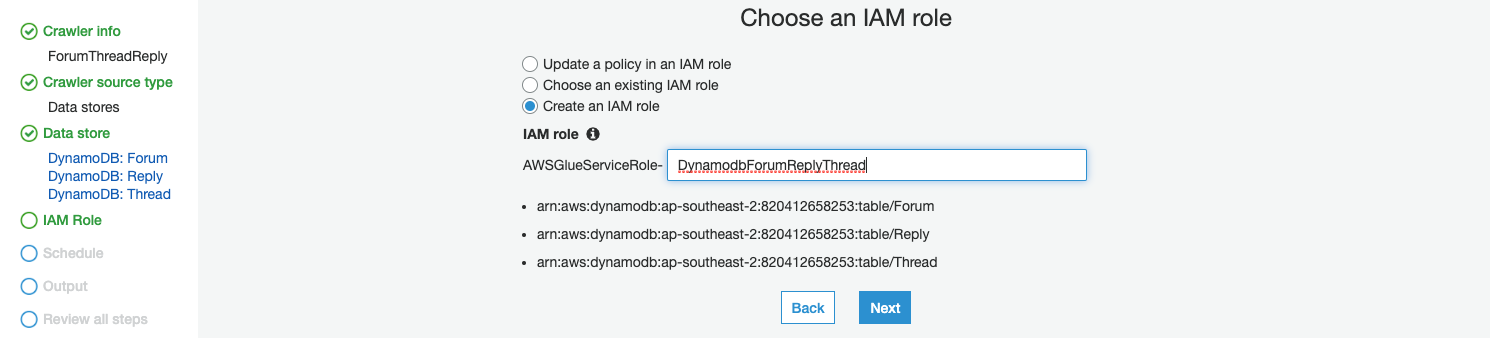 Crawler info
ForumThreadReply
Crawler source type
Data stores
Data store
DynamoDB: Forum
DynamoDB: Reply
DynamoDB: Thread
IAM Role
Schedule
Output
Review all steps
Choose an IAM role
Update a policy in an IAM role
Choose an existing IAM role
Create an IAM role
IAM role
AWSGlueServiceRole- DynamodbForumReplyThread
arn:aws:dynamodb:ap-southeast-2:820412658253:table/Forum
arn:aws:dynamodb:ap-southeast-2:820412658253:table/Reply
arn:aws:dynamodb:ap-southeast-2:820412658253:table/Thread
Back Next